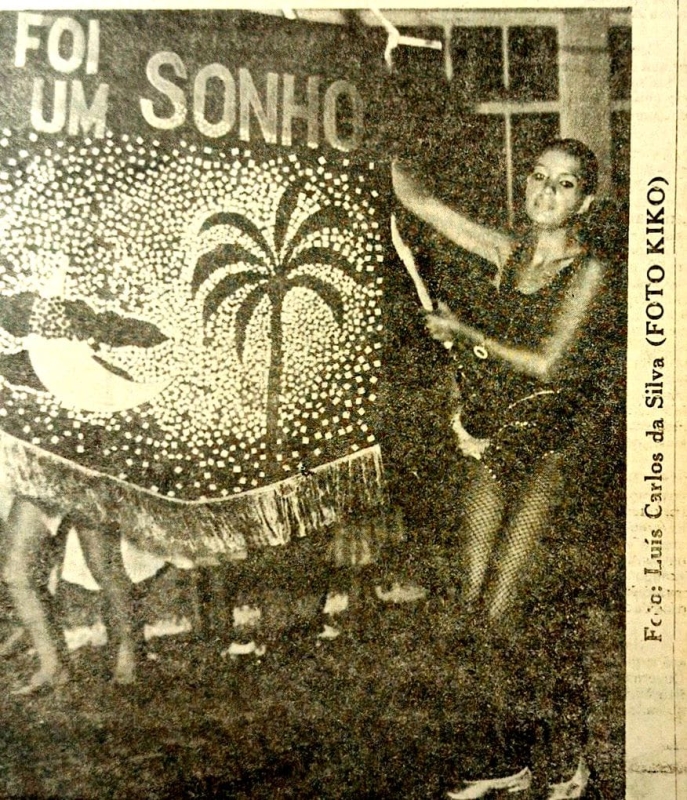 FOI
UM SONHO
Foto: Luís Carlos da Silva (FOTO KIKO)